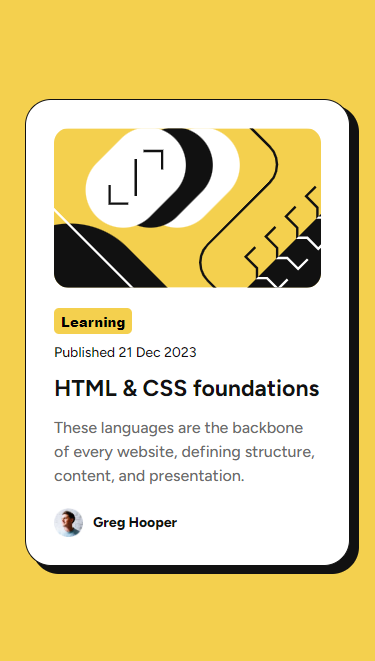 Learning
Published 21 Dec 2023
HTML & CSS foundations
These languages are the backbone
of every website, defining structure,
content, and presentation.
Greg Hooper